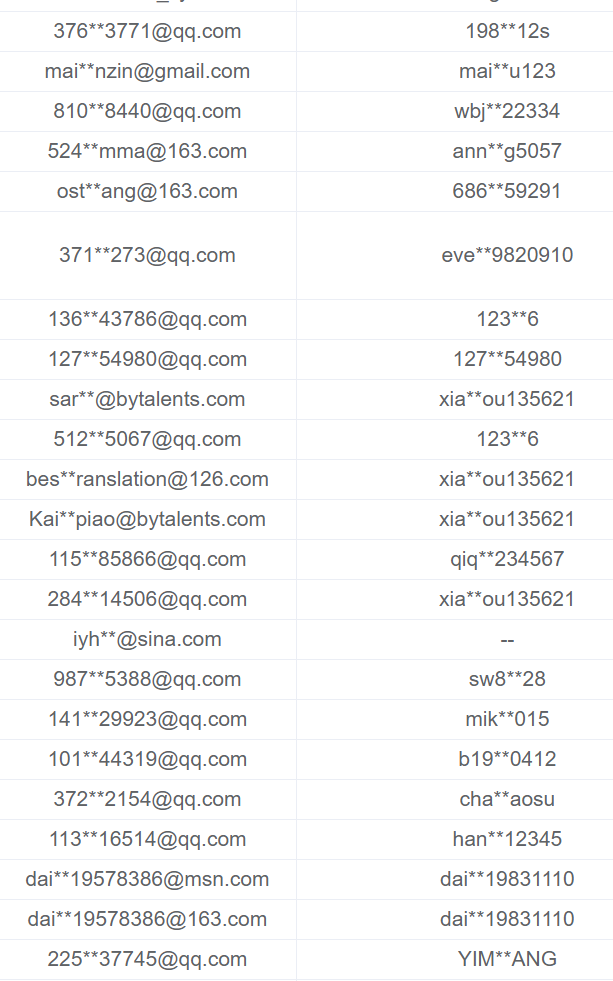 376**3771@qq.com 198**12s
mai**nzin@gmail.com mai**u123
810**8440@qq.com wbj**22334
524**mma@163.com ann**g5057
ost**ang@163.com 686**59291
371**273@qq.com eve**9820910
136**43786@qq.com 123**6
127**54980@qq.com 127**54980
sar**@bytalents.com xia**ou135621
512**5067@qq.com 123**6
bes**ranslation@126.com xia**ou135621
Kai**piao@bytalents.com xia**ou135621
115**85866@qq.com qiq**234567
284**14506@qq.com xia**ou135621
iyh**@sina.com --
987**5388@qq.com sw8**28
141**29923@qq.com mik**015
101**44319@qq.com b19**0412
372**2154@qq.com cha**aosu
113**16514@qq.com han**12345
dai**19578386@msn.com dai**19831110
dai**19578386@163.com dai**19831110
225**37745@qq.com YIM**ANG